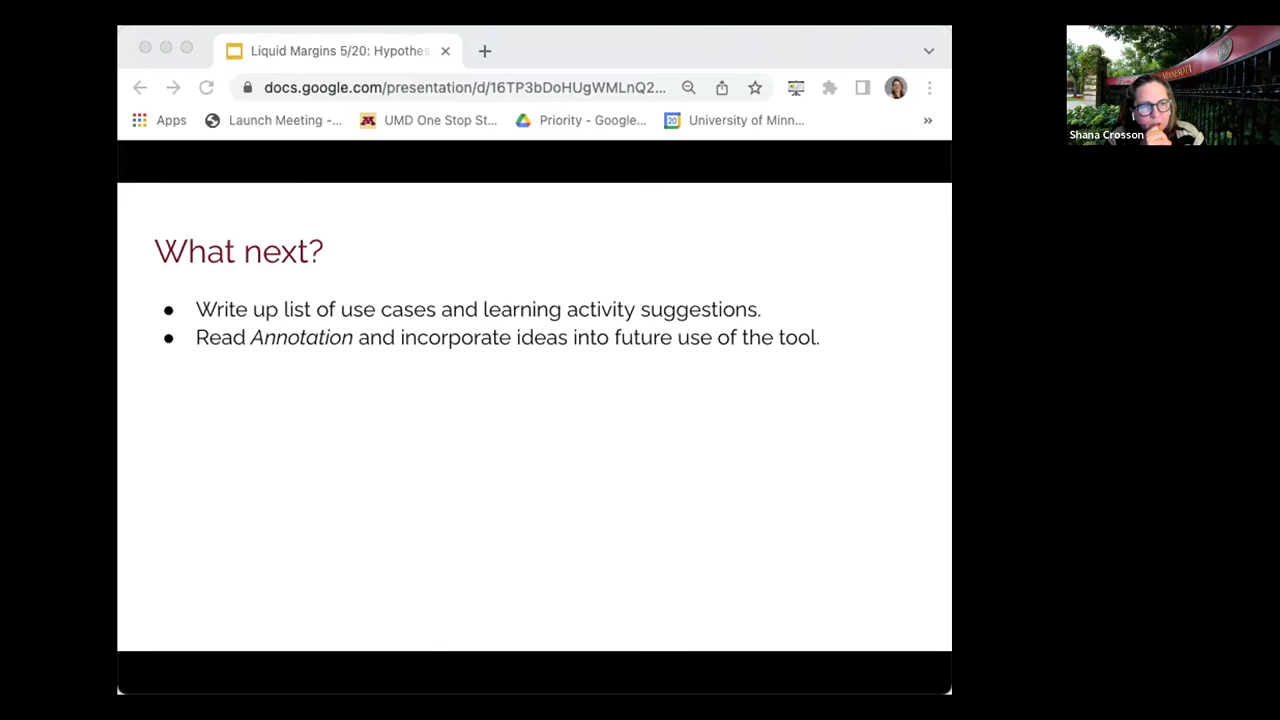 Liquid Margins 5/20: Hypothes
docs.google.com/presentation/d/16TP3bDoHUgWMLnQ2...
Apps
Launch Meeting -...
UMD One Stop St...
Priority - Google...
20
University of Minn...
MINNESOTA
Shana Crosson
What next?
● Write up list of use cases and learning activity suggestions.
● Read Annotation and incorporate ideas into future use of the tool.